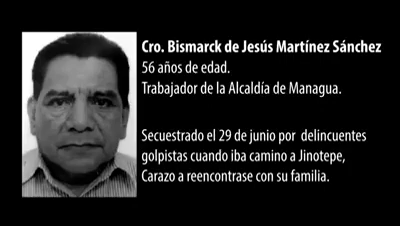 Cro. Bismarck de Jesús Martínez Sánchez
56 años de edad.
Trabajador de la Alcaldía de Managua.
Secuestrado el 29 de junio por delincuentes
golpistas cuando iba camino a Jinotepe,
Carazo a reencontrase con su familia.